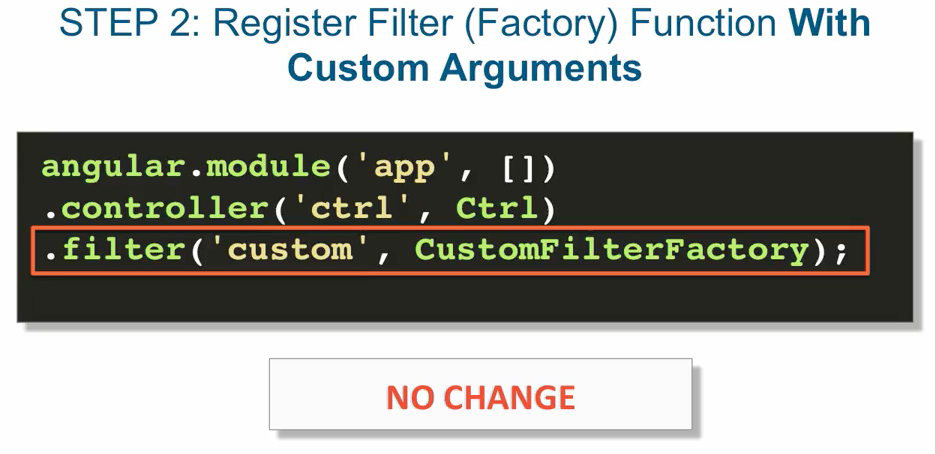 STEP 2: Register Filter (Factory) Function With
Custom Arguments
angular.module('app', [])
.controller('ctrl', Ctrl)
.filter('custom', CustomFilterFactory);
NO CHANGE